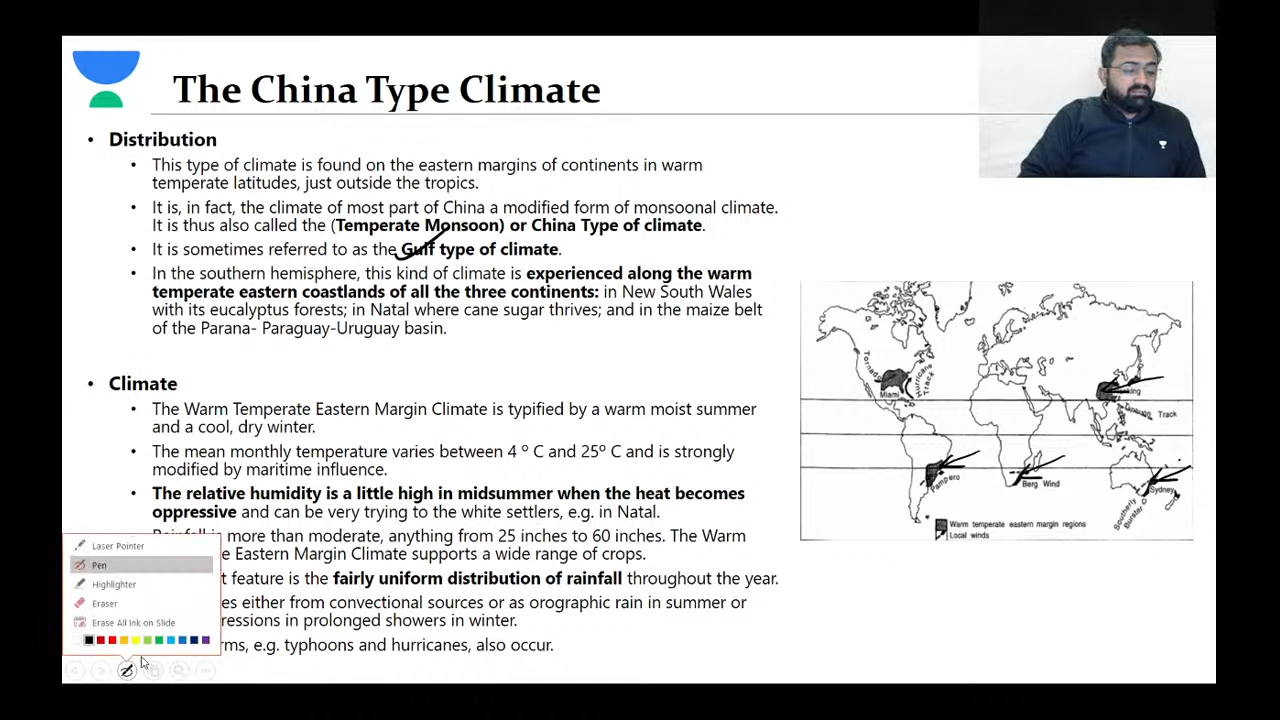 The China Type Climate
• Distribution
• This type of climate is found on the eastern margins of continents in warm
temperate latitudes, just outside the tropics.
• It is, in fact, the climate of most part of China a modified form of monsoonal climate.
It is thus also called the (Temperate Monsoon) or China Type of climate.
• It is sometimes referred to as the Gulf type of climate.
• In the southern hemisphere, this kind of climate is experienced along the warm
temperate eastern coastlands of all the three continents: in New South Wales
with its eucalyptus forests; in Natal where cane sugar thrives; and in the maize belt
of the Parana- Paraguay-Uruguay basin.
• Climate
• The Warm Temperate Eastern Margin Climate is typified by a warm moist summer
and a cool, dry winter.
• The mean monthly temperature varies between 4 º C and 25º C and is strongly
modified by maritime influence.
• The relative humidity is a little high in midsummer when the heat becomes
oppressive and can be very trying to the white settlers, e.g. in Natal.
more than moderate, anything from 25 inches to 60 inches. The Warm
Eastern Margin Climate supports a wide range of crops.
feature is the fairly uniform distribution of rainfall throughout the year.
either from convectional sources or as orographic rain in summer or
in prolonged showers in winter.
e.g. typhoons and hurricanes, also occur.
Laser Pointer
Pen
Highlighter
Eraser
Erase All Ink on Slide
Tornado
Hurricane
Track
Miami
Track
Pampero
Berg Wind
Sydney
Southerly
Burster
Warm temperate eastern margin regions
Local winds